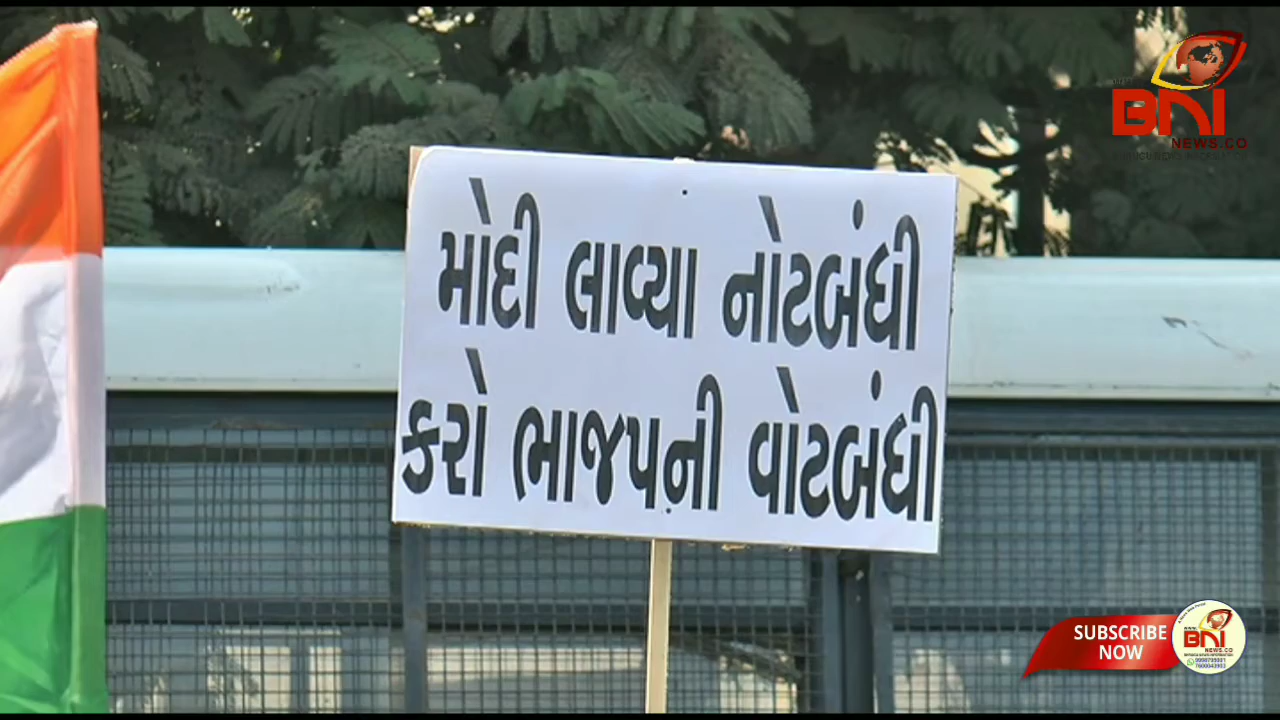 મોદી લાવ્યા નોટબંધી
કરો ભાજપની વોટબંધી
BNI
NEWS.CO
SUBSCRIBE
NOW
BNI
NEWS.CO